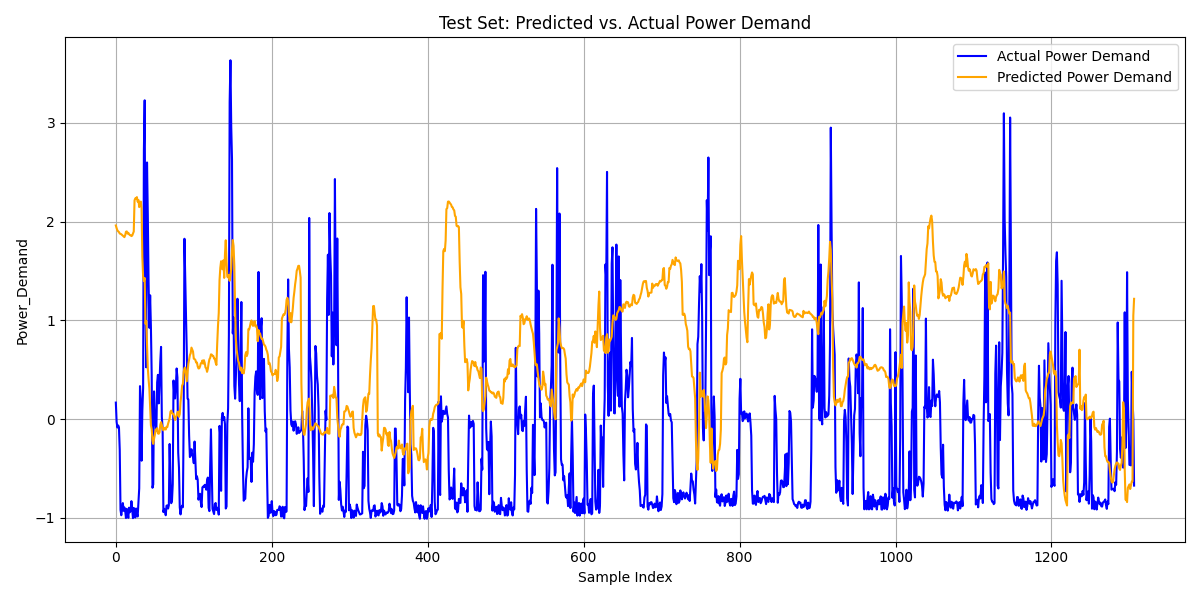 Test Set: Predicted vs. Actual Power Demand
Actual Power Demand
Predicted Power Demand
Power_Demand
3
2
1
0
−1
0
200
400
600
800
1000
1200
Sample Index